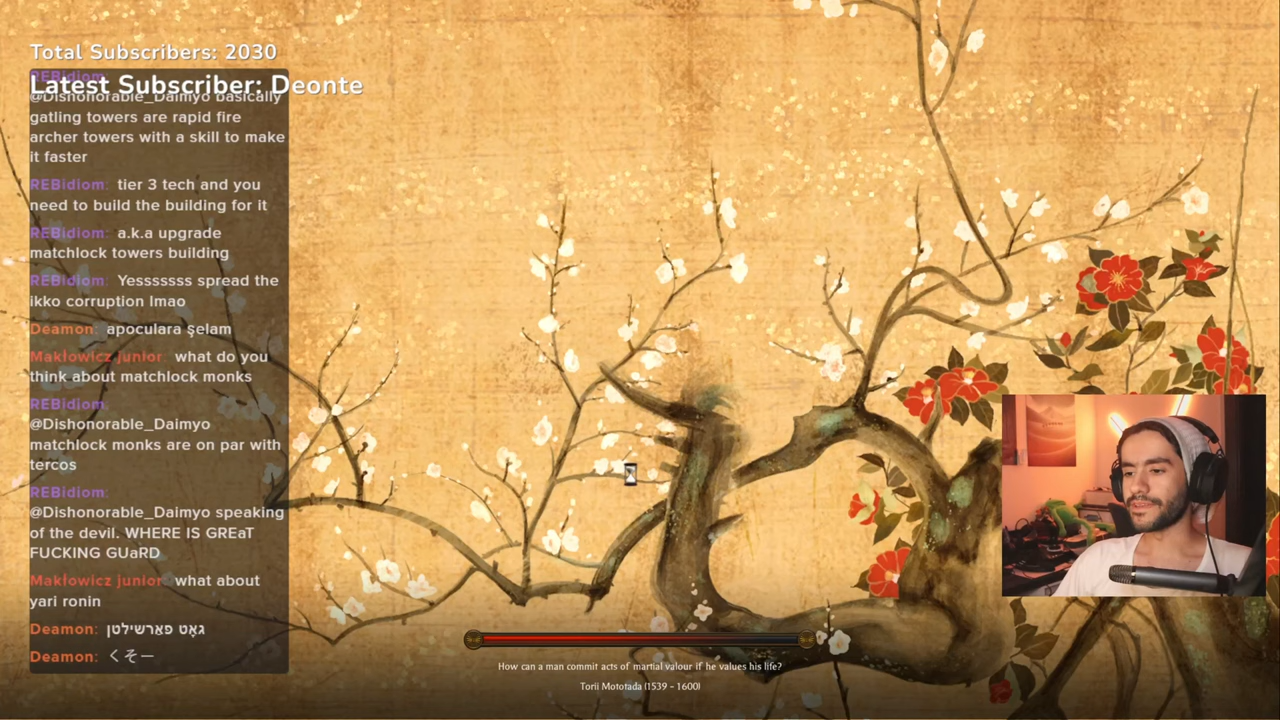 Total Subscribers: 2030
REBidiom:
Latest Subscriber: Deonte
@Dishonorable_Daimyo basically
gatling towers are rapid fire
archer towers with a skill to make
it faster
REBidiom: tier 3 tech and you
need to build the building for it
REBidiom: a.k.a upgrade
matchlock towers building
REBidiom: Yesssssss spread the
ikko corruption lmao
Deamon: apoculara şelam
Makłowicz junior: what do you
think about matchlock monks
REBidiom:
@Dishonorable_Daimyo
matchlock monks are on par with
tercos
REBidiom:
@Dishonorable_Daimyo speaking
of the devil. WHERE IS GREaT
FUCKING GUaRD
Makłowicz junior: what about
yari ronin
Deamon: גאָט פאַרשילטן
Deamon: くそー
How can a man commit acts of martial valour if he values his life?
Torii Mototada (1539 - 1600)